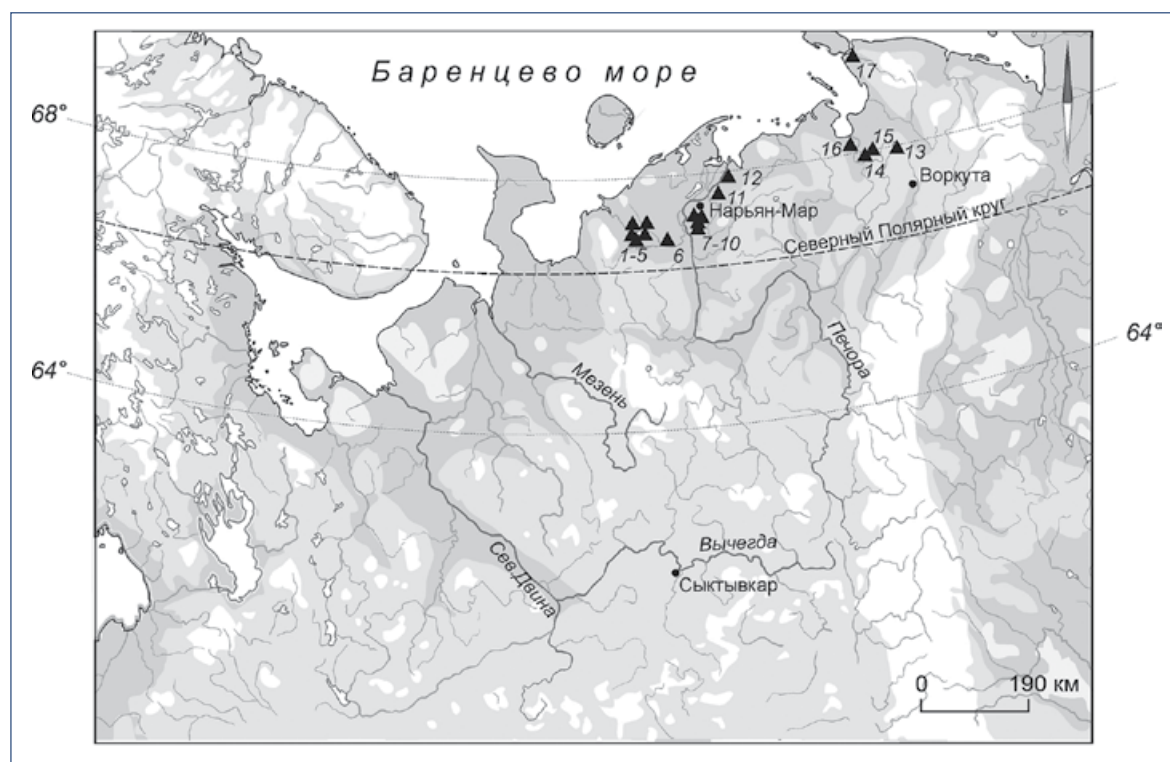 Баренцево море
68°
17
16
15
14
13
Воркута
12
11
Нарьян-Мар
1-5
6
7-10
Северный Полярный круг
64°
64°
Мезень
Печора
Сев.Двина
Вычегда
Сыктывкар
0
190 км